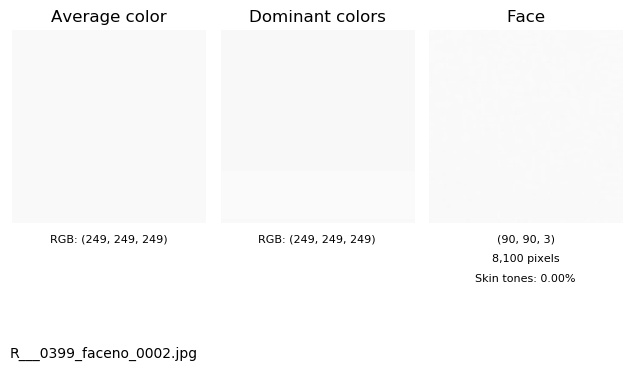 Average color
Dominant colors
Face
RGB: (249, 249, 249)
RGB: (249, 249, 249)
(90, 90, 3)
8,100 pixels
Skin tones: 0.00%
R___0399_faceno_0002.jpg